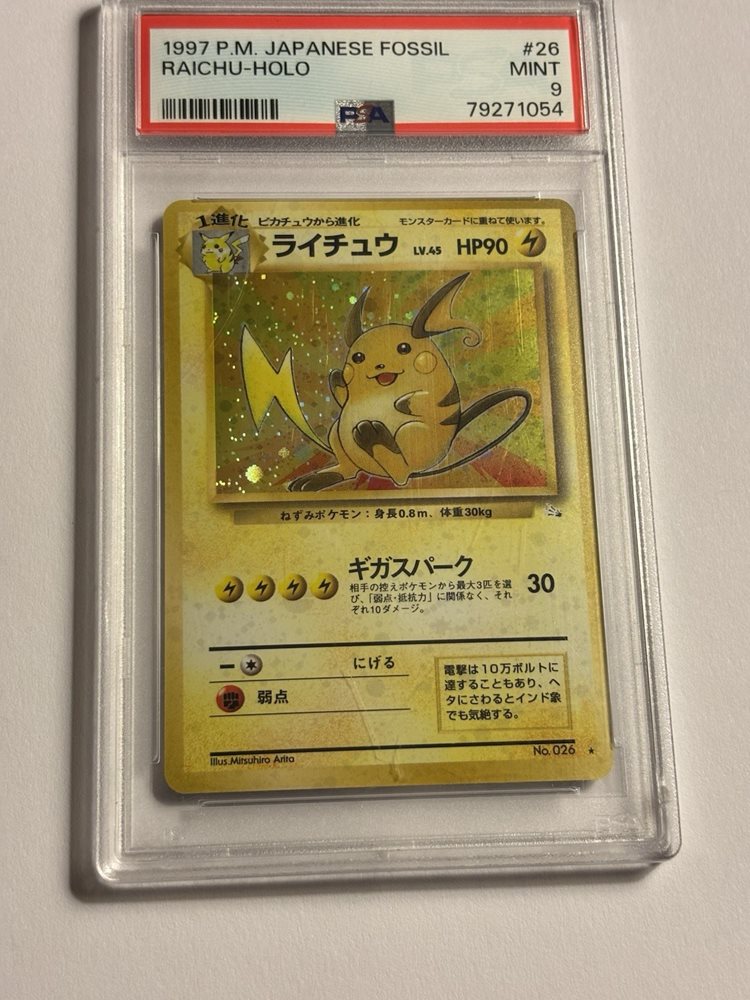 1997 P.M. JAPANESE FOSSIL #26
RAICHU-HOLO MINT
9
PSA 79271054
1進化 ピカチュウから進化 モンスターカードに重ねて使います。
ライチュウ LV.45 HP90
ねずみポケモン：身長0.8m、体重30kg
ギガスパーク 30
相手の控えポケモンから最大3匹を選
び、「弱点・抵抗力」に関係なく、それ
ぞれ10ダメージ。
にげる
弱点
電撃は10万ボルトに
達することもあり、ヘ
タにさわるとインド象
でも気絶する。
Illus.Mitsuhiro Arita
No.026 ★